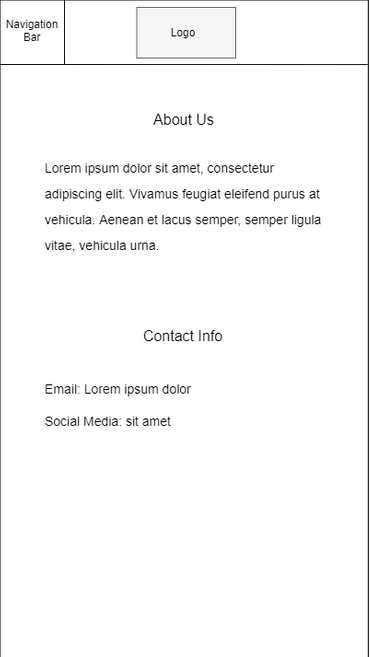 Navigation
Bar
Logo
About Us
Lorem ipsum dolor sit amet, consectetur
adipiscing elit. Vivamus feugiat eleifend purus at
vehicula. Aenean et lacus semper, semper ligula
vitae, vehicula urna.
Contact Info
Email: Lorem ipsum dolor
Social Media: sit amet